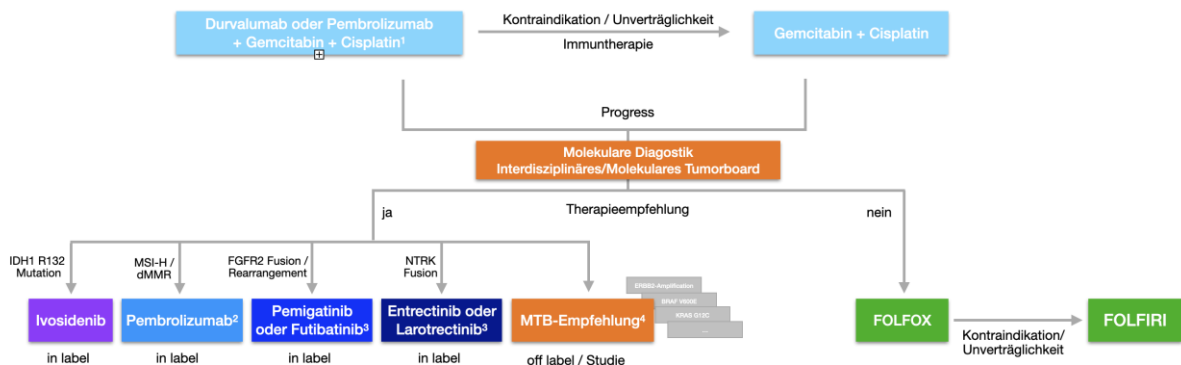 Durvalumab oder Pembrolizumab
+ Gemcitabin + Cisplatin¹
Kontraindikation / Unverträglichkeit
Immuntherapie
Gemcitabin + Cisplatin
Progress
Molekulare Diagostik
Interdisziplinäres/Molekulares Tumorboard
ja
Therapieempfehlung
nein
IDH1 R132
Mutation
MSI-H /
dMMR
FGFR2 Fusion /
Rearrangement
NTRK
Fusion
ERBB2-Amplification
BRAF V600E
KRAS G12C
...
Ivosidenib
Pembrolizumab²
Pemigatinib
oder Futibatinib³
Entrectinib oder
Larotrectinib³
MTB-Empfehlung⁴
FOLFOX
Kontraindikation/
Unverträglichkeit
FOLFIRI
in label
in label
in label
in label
off label / Studie